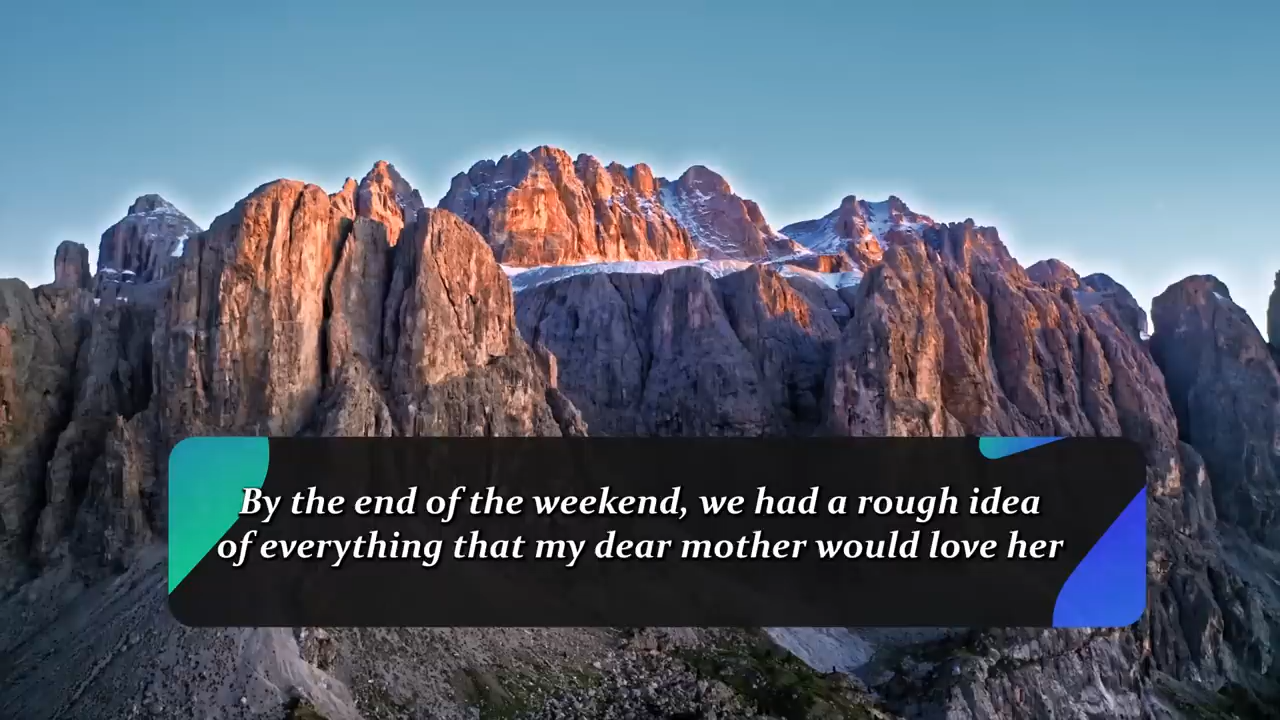 By the end of the weekend, we had a rough idea
of everything that my dear mother would love her